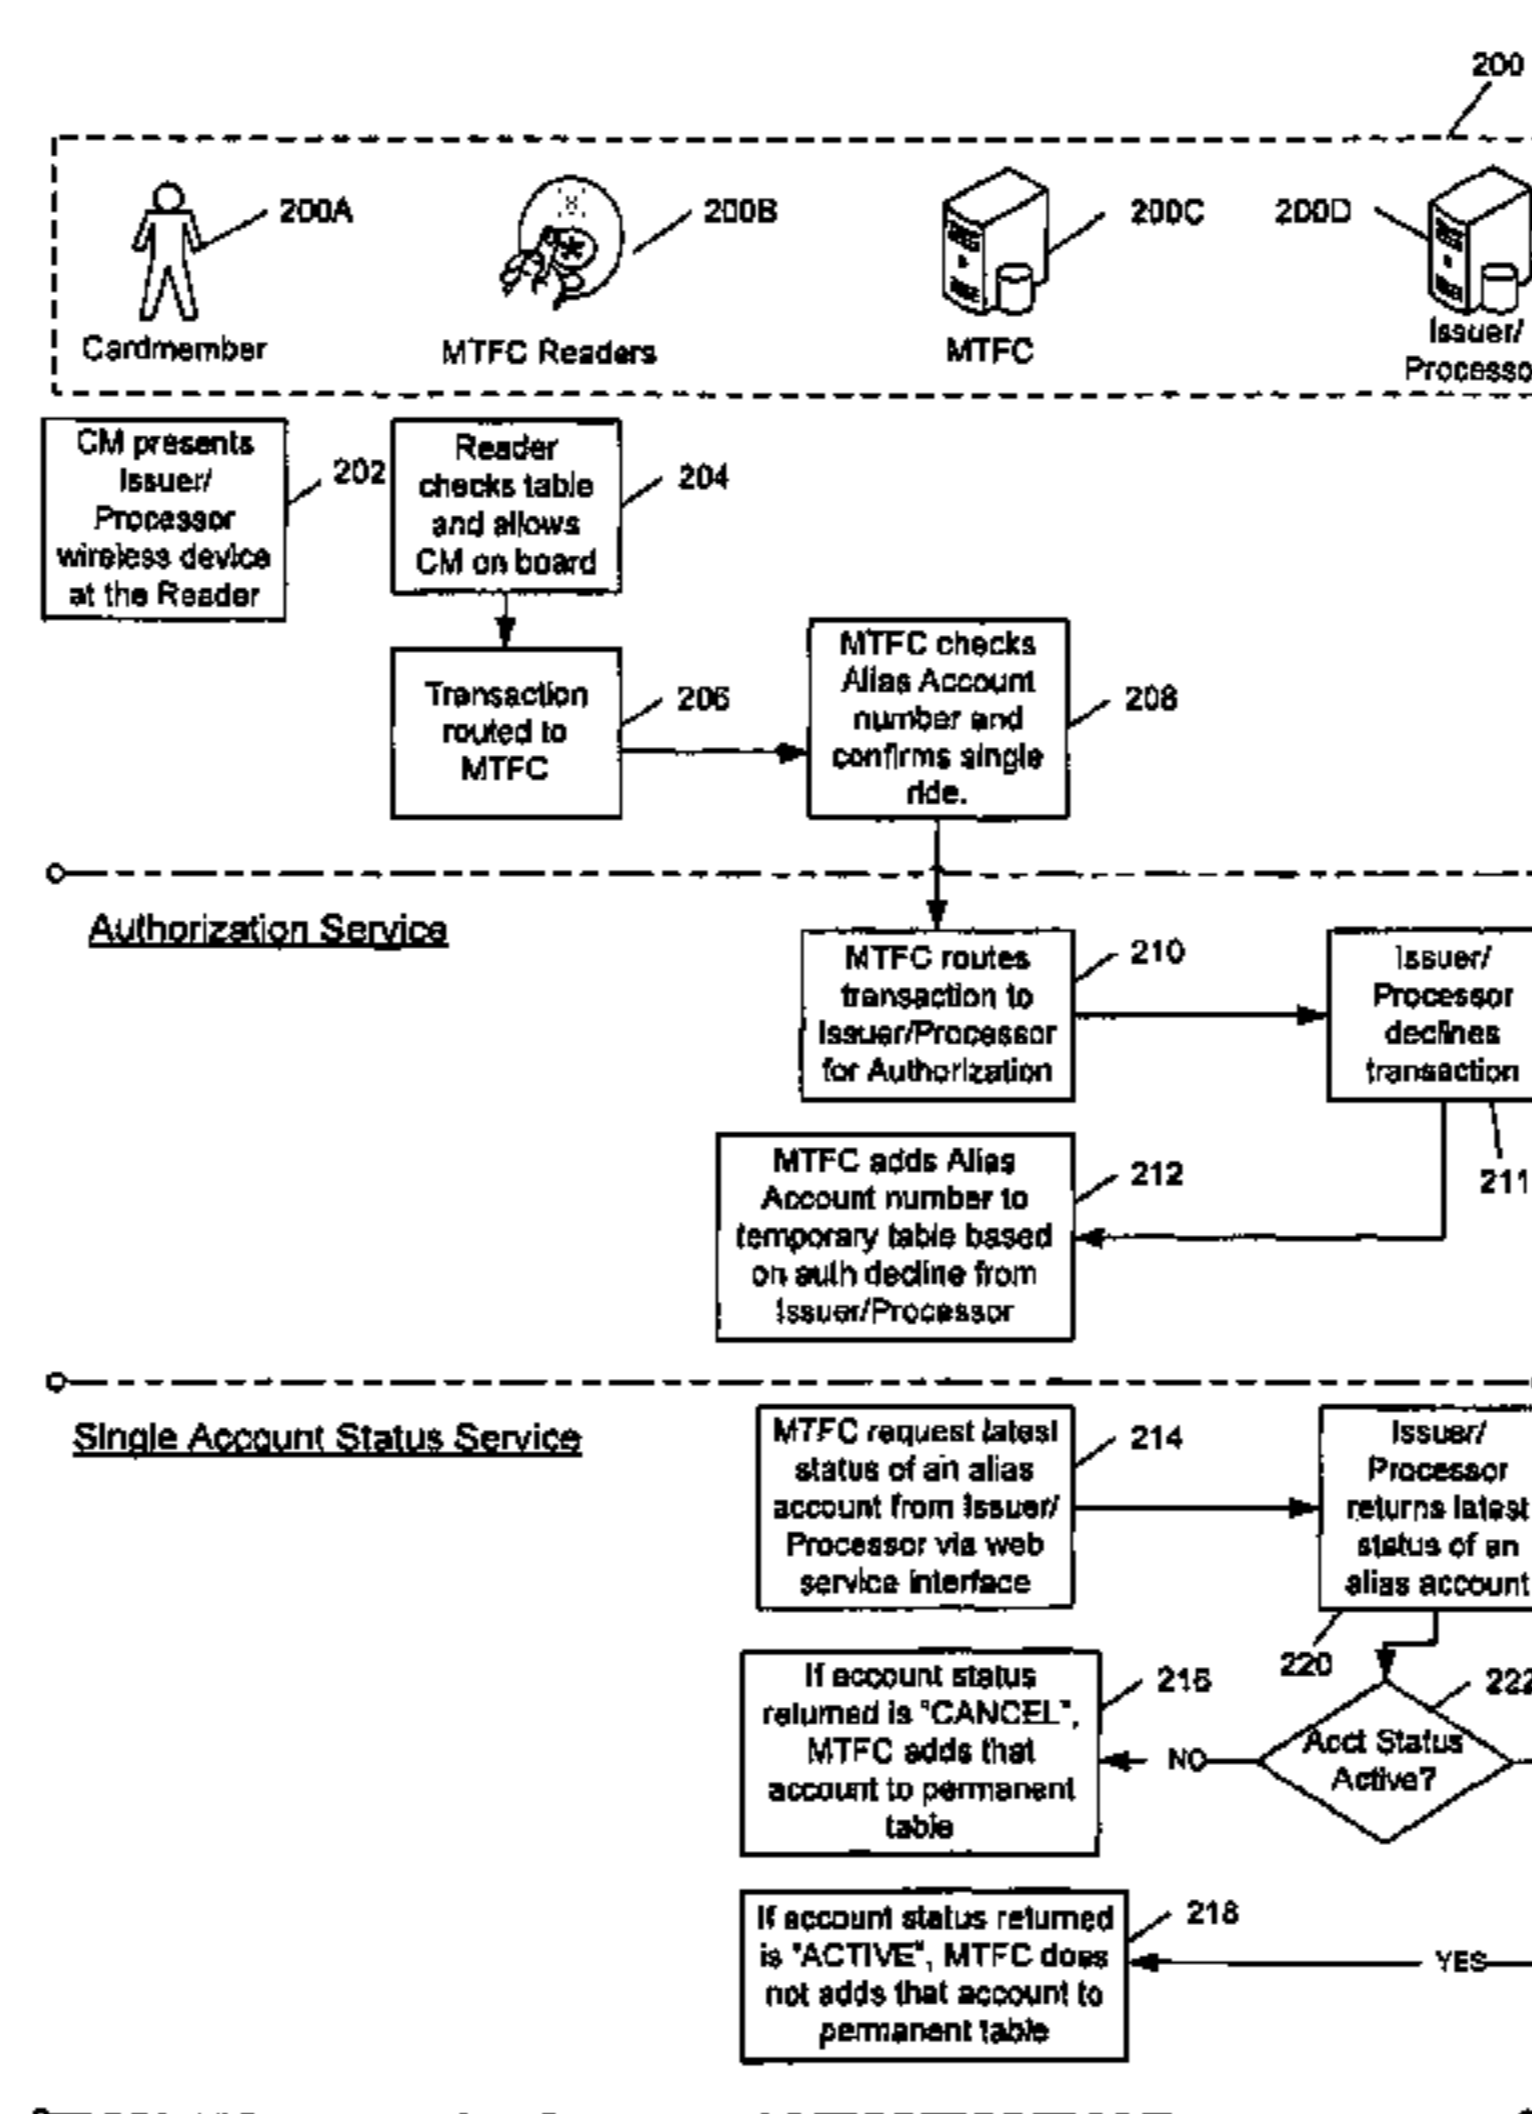 200
200A
200B
200C
200D
Cardmember
MTFC Readers
MTFC
Issuer/
Processo
CM presents
Issuer/
Processor
wireless device
at the Reader
202
Reader
checks table
and allows
CM on board
204
Transaction
routed to
MTFC
206
MTFC checks
Alias Account
number and
confirms single
ride.
208
Authorization Service
MTFC routes
transaction to
Issuer/Processor
for Authorization
210
Issuer/
Processor
declines
transaction
211
MTFC adds Alias
Account number to
temporary table based
on auth decline from
Issuer/Processor
212
Single Account Status Service
MTFC request latest
status of an alias
account from Issuer/
Processor via web
service interface
214
Issuer/
Processor
returns latest
status of an
alias account
220
If account status
returned is "CANCEL",
MTFC adds that
account to permanent
table
216
NO
Acct Status
Active?
222
If account status returned
is "ACTIVE", MTFC does
not adds that account to
permanent table
218
YES